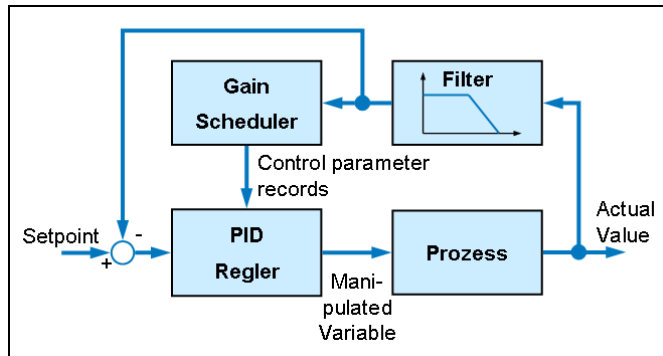 Filter
Gain
Scheduler
Control parameter
records
Actual
Value
Setpoint
-
+
PID
Regler
Prozess
Mani-
pulated
Variable